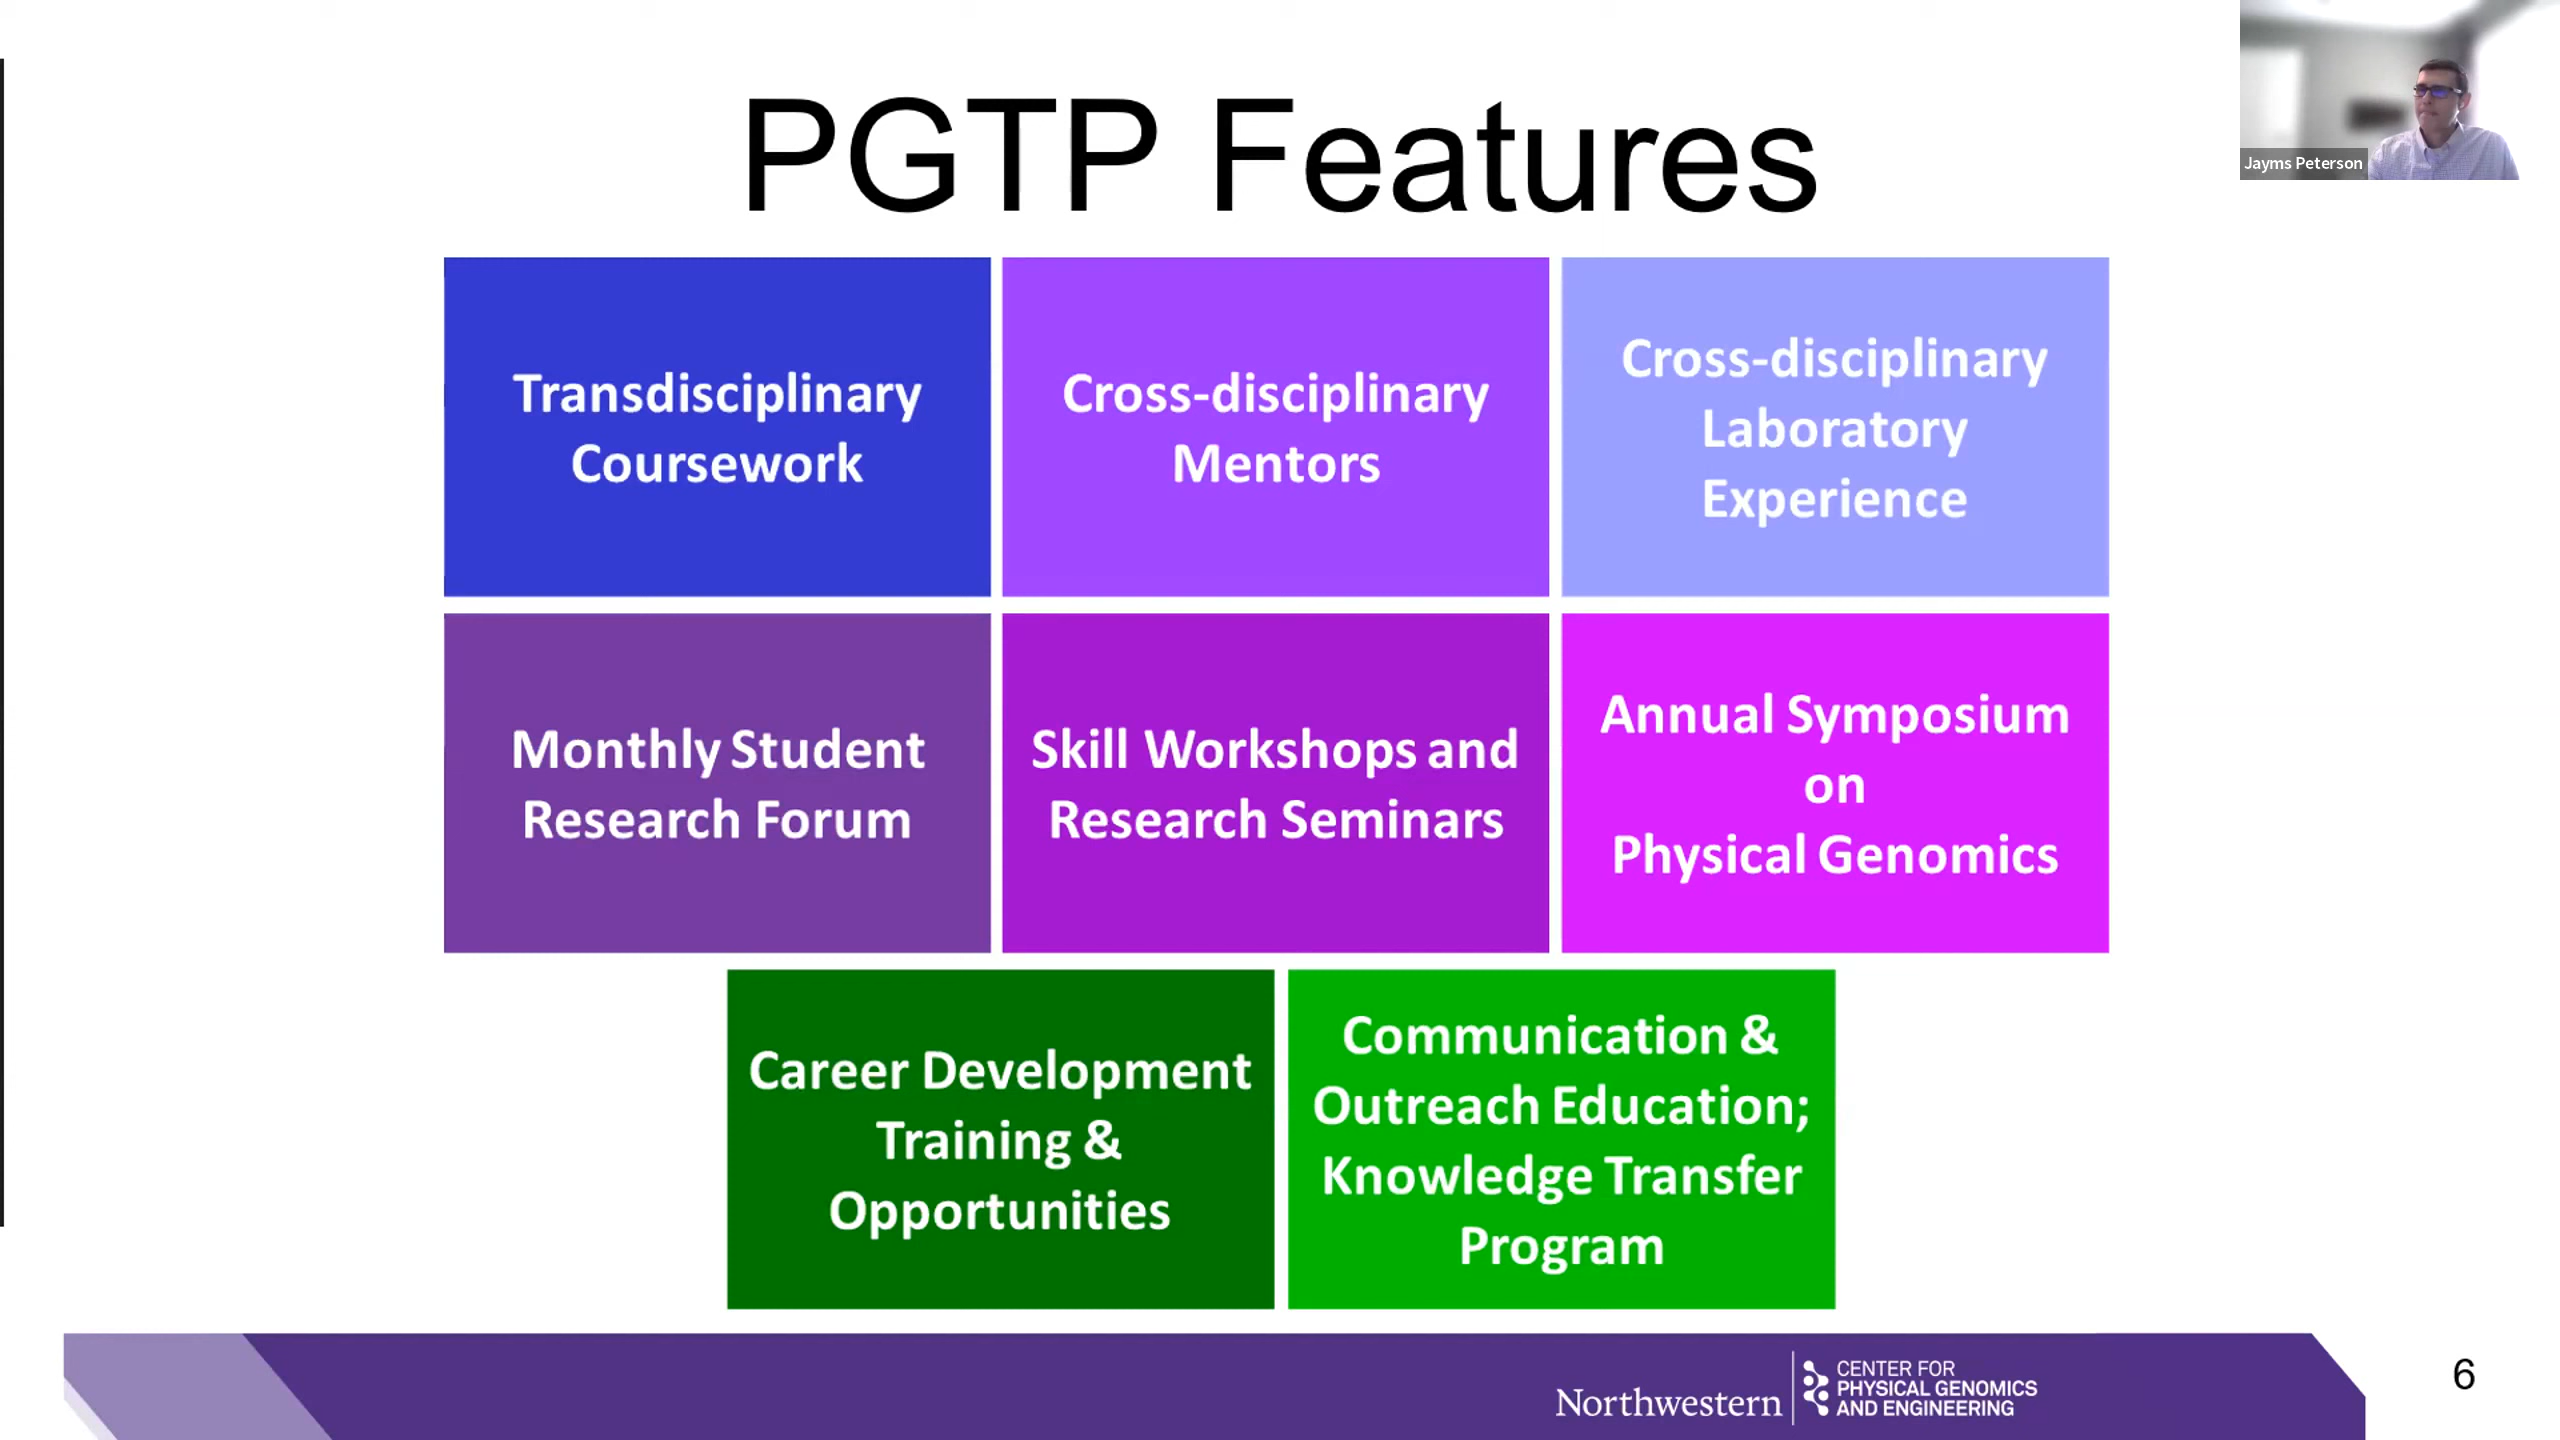 PGTP Features
Jayms Peterson
Transdisciplinary
Coursework
Cross-disciplinary
Mentors
Cross-disciplinary
Laboratory
Experience
Monthly Student
Research Forum
Skill Workshops and
Research Seminars
Annual Symposium
on
Physical Genomics
Career Development
Training &
Opportunities
Communication &
Outreach Education;
Knowledge Transfer
Program
Northwestern
CENTER FOR
PHYSICAL GENOMICS
AND ENGINEERING
6